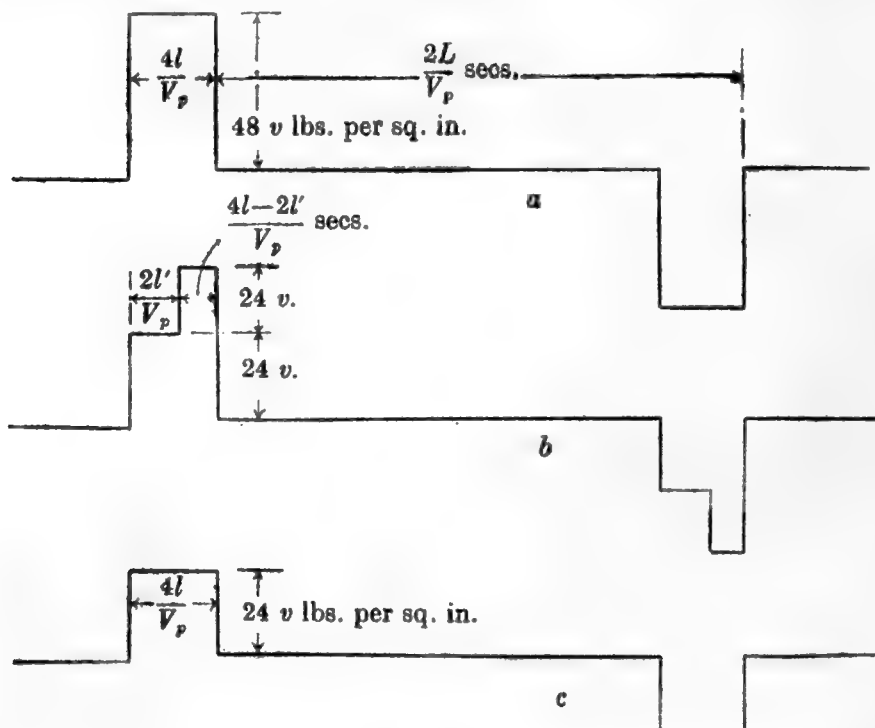 4l/V_p
2L/V_p secs.
48 v lbs. per sq. in.
a
4l—2l'/V_p secs.
2l'/V_p
24 v.
24 v.
b
4l/V_p
24 v lbs. per sq. in.
c